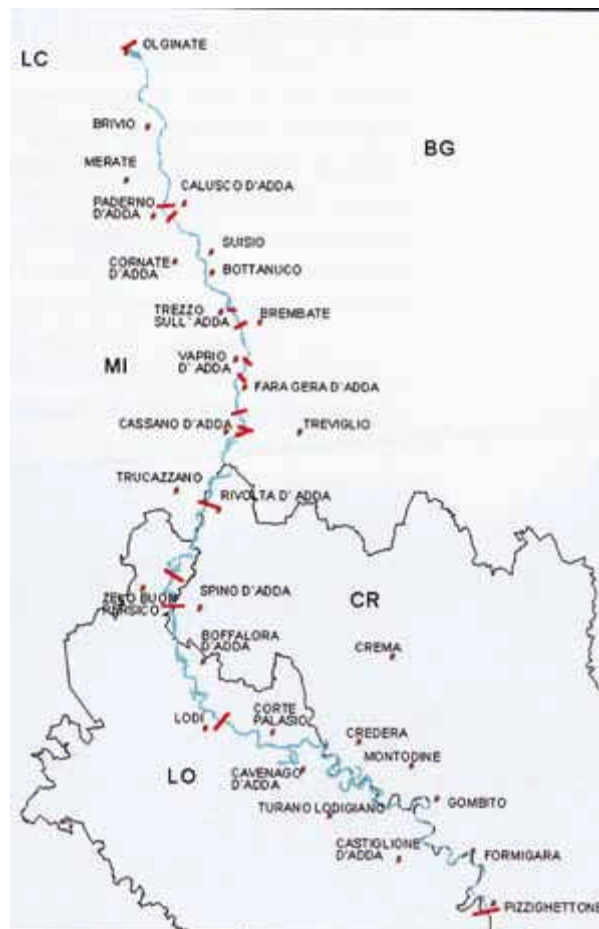 OLGINATE
LC
BRIVIO
BG
MERATE
CALUSCO D'ADDA
PADERNO
D'ADDA
SUISIO
CORNATE
D'ADDA
BOTTANUCO
TREZZO
SULL' ADDA
BREMBATE
VAPRIO
D' ADDA
MI
FARA GERA D'ADDA
CASSANO D'ADDA
TREVIGLIO
TRUCAZZANO
RIVOLTA D' ADDA
ZELO BUON
PERSICO
SPINO D'ADDA
CR
BOFFALORA
D'ADDA
CREMA
LODI
CORTE
PALASIO
CREDERA
MONTODINE
LO
CAVENAGO
D'ADDA
GOMBITO
TURANO LODIGIANO
CASTIGLIONE
D'ADDA
FORMIGARA
PIZZIGHETTONE